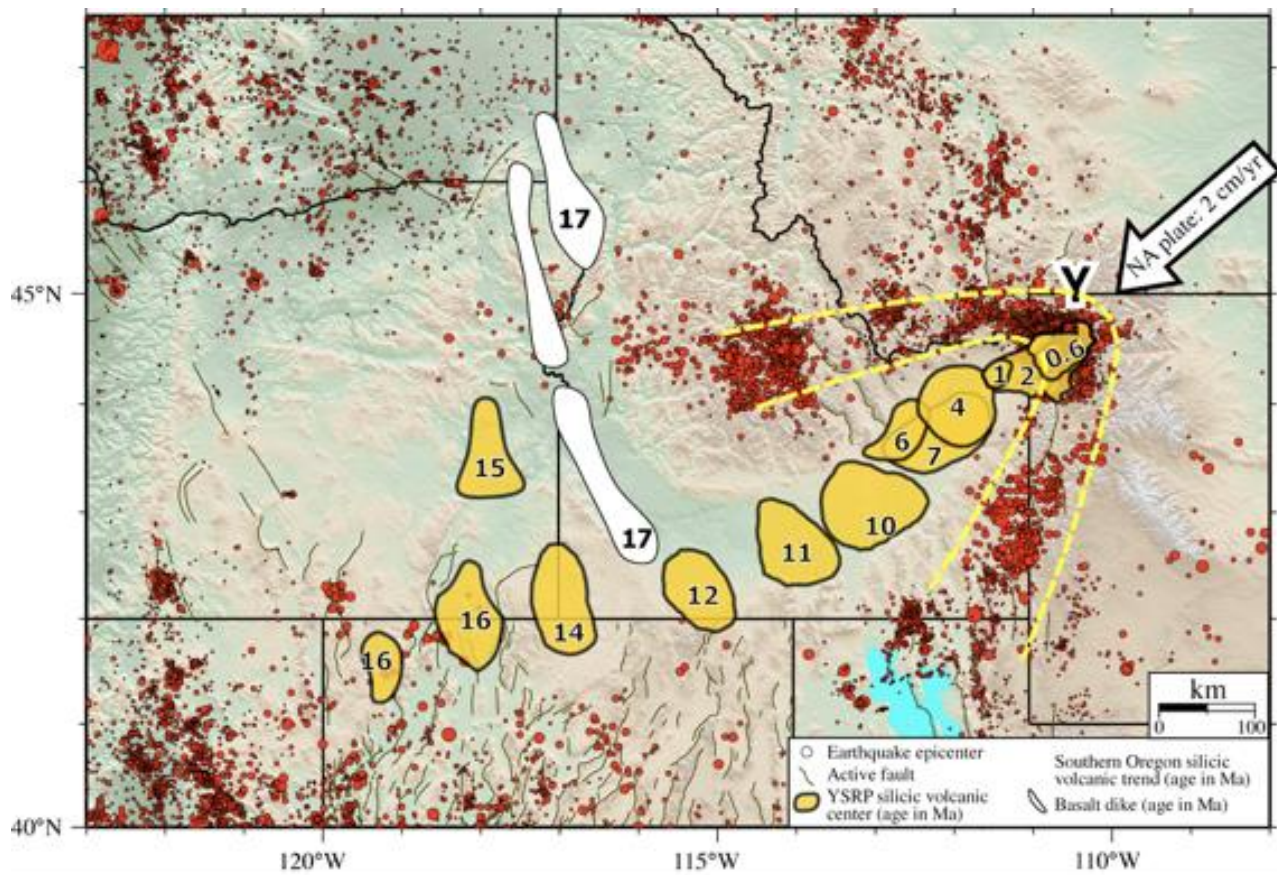 17
NA plate: 2 cm/yr
Y
45°N
0.6
1
2
4
6
7
15
10
17
11
12
16
14
16
km
0 100
Earthquake epicenter
Active fault
YSRP silicic volcanic
center (age in Ma)
Southern Oregon silicic
volcanic trend (age in Ma)
Basalt dike (age in Ma)
40°N
120°W
115°W
110°W